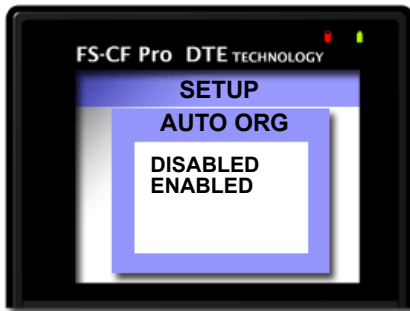 FS-CF Pro DTE TECHNOLOGY
SETUP
AUTO ORG
DISABLED
ENABLED